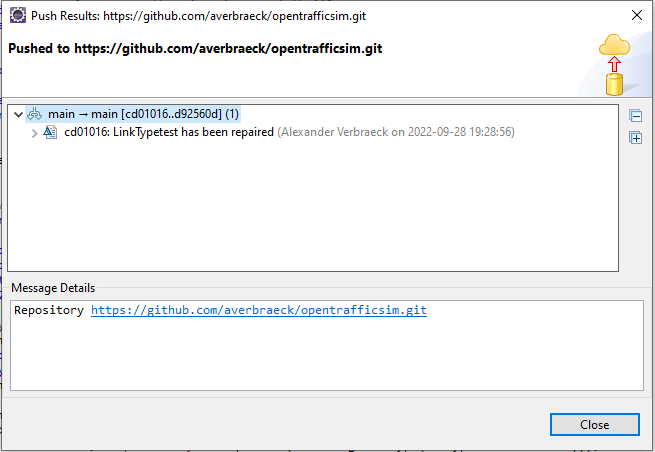 Push Results: https://github.com/averbraeck/opentrafficsim.git
Pushed to https://github.com/averbraeck/opentrafficsim.git
main → main [cd01016..d92560d] (1)
cd01016: LinkTypetest has been repaired (Alexander Verbraeck on 2022-09-28 19:28:56)
Message Details
Repository https://github.com/averbraeck/opentrafficsim.git
Close